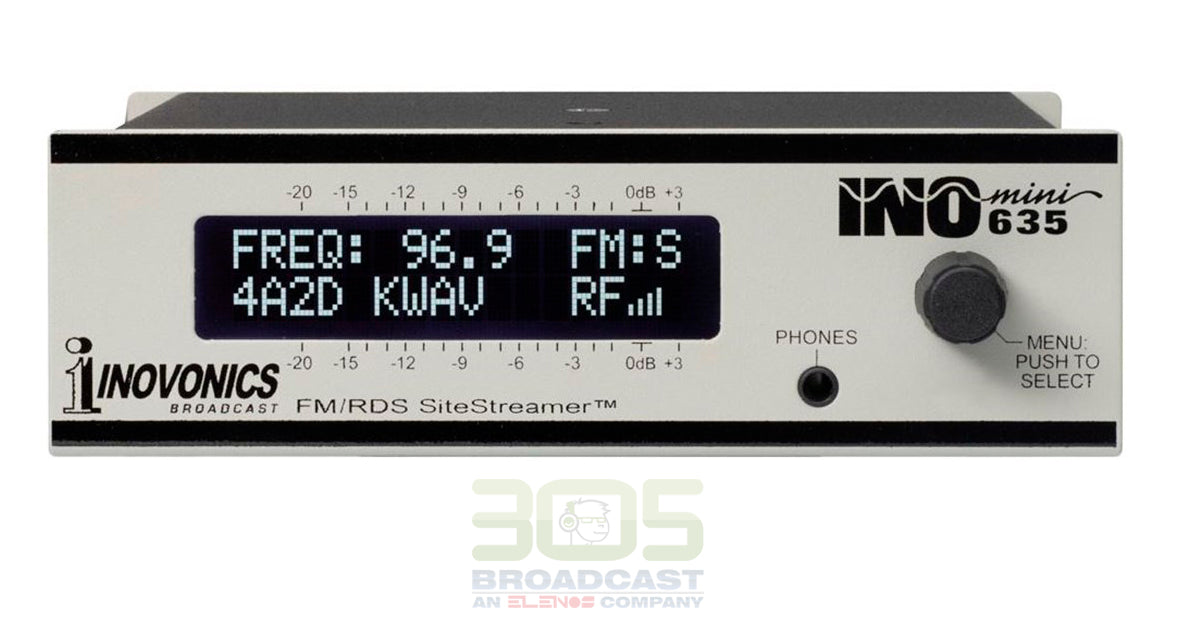 -20 -15 -12 -9 -6 -3 0dB +3
INOmini 635
FREQ: 96.9 FM:S
4A2D KWAV RF
PHONES
MENU:
PUSH TO
SELECT
-20 -15 -12 -9 -6 -3 0dB +3
i INOVONICS
BROADCAST
FM/RDS SiteStreamer™
305
BROADCAST
AN ELENOS COMPANY